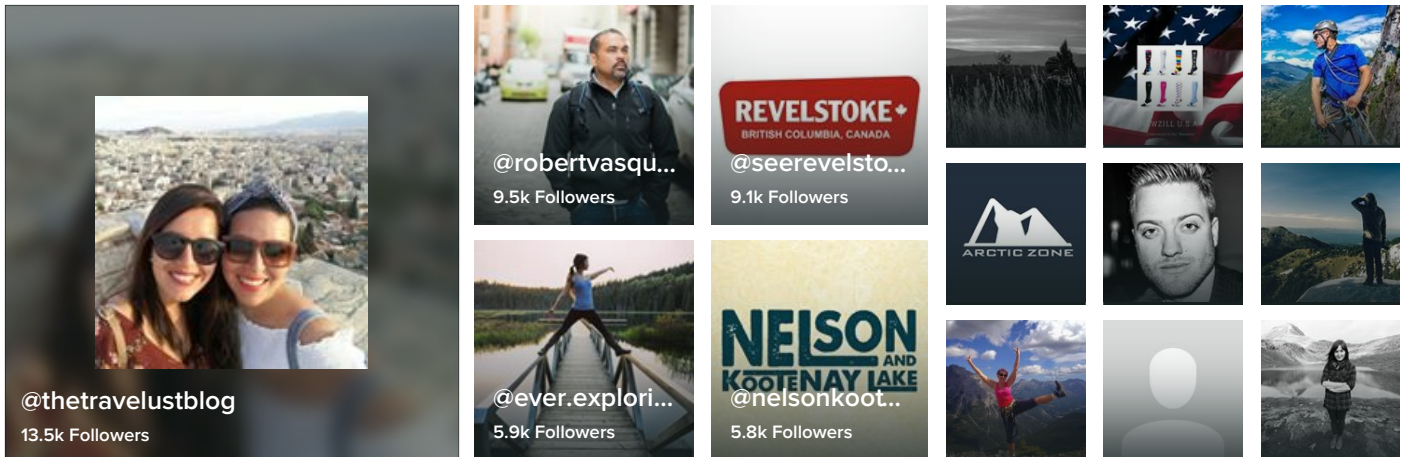 @thetravelustblog
13.5k Followers
@robertvasqu...
9.5k Followers
REVELSTOKE
BRITISH COLUMBIA, CANADA
@seerevelsto...
9.1k Followers
@ever.explori...
5.9k Followers
NELSON
AND
KOOTENAY LAKE
@nelsonkoot...
5.8k Followers
ARCTIC ZONE